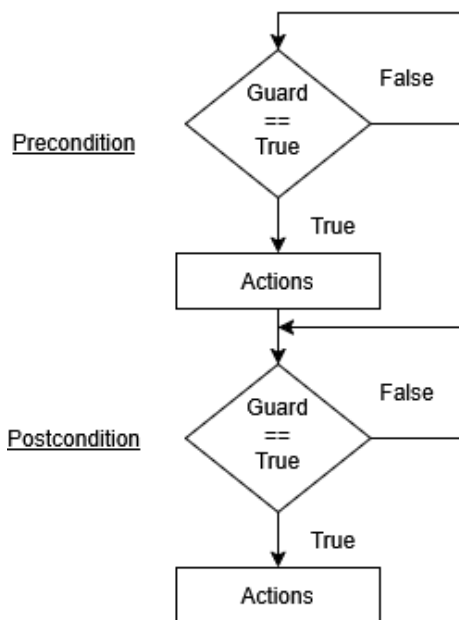 Guard
==
True
False
Precondition
True
Actions
Guard
==
True
False
Postcondition
True
Actions